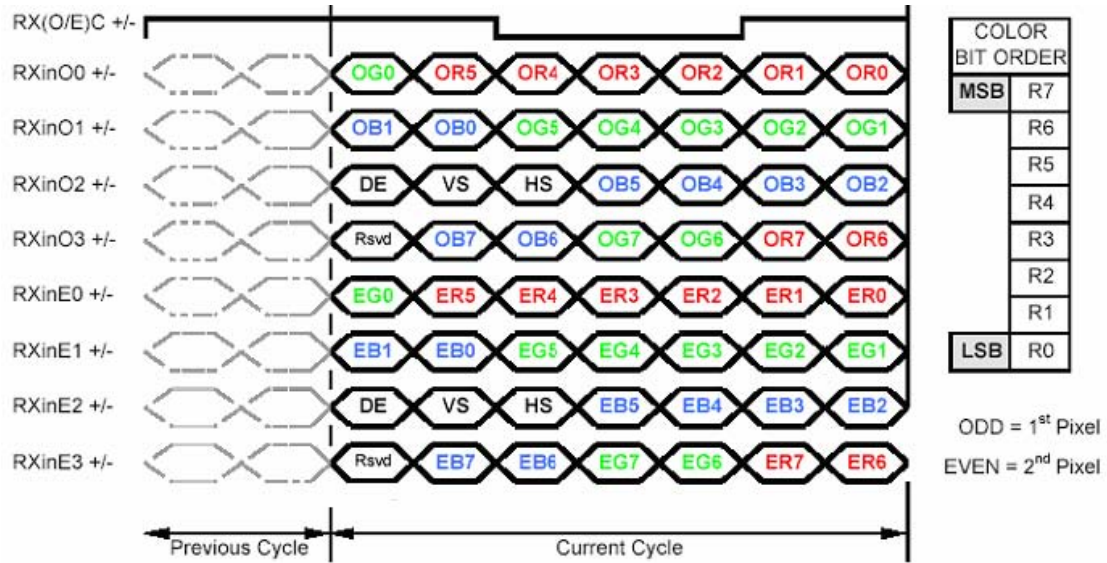 RX(O/E)C +/-
RXinO0 +/- OG0 OR5 OR4 OR3 OR2 OR1 OR0
RXinO1 +/- OB1 OB0 OG5 OG4 OG3 OG2 OG1
RXinO2 +/- DE VS HS OB5 OB4 OB3 OB2
RXinO3 +/- Rsvd OB7 OB6 OG7 OG6 OR7 OR6
RXinE0 +/- EG0 ER5 ER4 ER3 ER2 ER1 ER0
RXinE1 +/- EB1 EB0 EG5 EG4 EG3 EG2 EG1
RXinE2 +/- DE VS HS EB5 EB4 EB3 EB2
RXinE3 +/- Rsvd EB7 EB6 EG7 EG6 ER7 ER6
Previous Cycle Current Cycle
COLOR
BIT ORDER
MSB R7
R6
R5
R4
R3
R2
R1
LSB R0
ODD = 1st Pixel
EVEN = 2nd Pixel